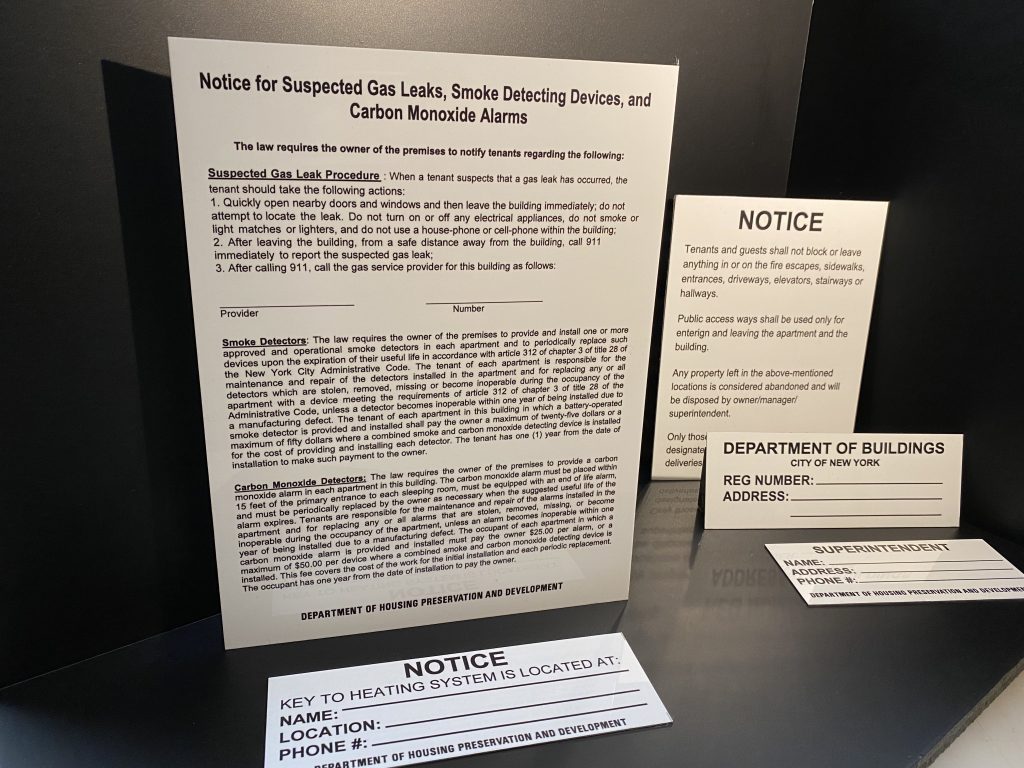 Notice for Suspected Gas Leaks, Smoke Detecting Devices, and
Carbon Monoxide Alarms
The law requires the owner of the premises to notify tenants regarding the following:
Suspected Gas Leak Procedure : When a tenant suspects that a gas leak has occurred, the
tenant should take the following actions:
1. Quickly open nearby doors and windows and then leave the building immediately; do not
attempt to locate the leak. Do not turn on or off any electrical appliances, do not smoke or
light matches or lighters, and do not use a house-phone or cell-phone within the building;
2. After leaving the building, from a safe distance away from the building, call 911
immediately to report the suspected gas leak;
3. After calling 911, call the gas service provider for this building as follows:
Provider Number
Smoke Detectors: The law requires the owner of the premises to provide and install one or more
approved and operational smoke detectors in each apartment and to periodically replace such
devices upon the expiration of their useful life in accordance with article 312 of chapter 3 of title 28 of
the New York City Administrative Code. The tenant of each apartment is responsible for the
maintenance and repair of the detectors installed in the apartment and for replacing any or all
detectors which are stolen, removed, missing or become inoperable during the occupancy of the
apartment with a device meeting the requirements of article 312 of chapter 3 of title 28 of the
Administrative Code, unless a detector becomes inoperable within one year of being installed due to
a manufacturing defect. The tenant of each apartment in this building in which a battery-operated
smoke detector is provided and installed shall pay the owner a maximum of twenty-five dollars or a
maximum of fifty dollars where a combined smoke and carbon monoxide detecting device is installed
for the cost of providing and installing each detector. The tenant has one (1) year from the date of
installation to make such payment to the owner.
Carbon Monoxide Detectors: The law requires the owner of the premises to provide a carbon
monoxide alarm in each apartment in this building. The carbon monoxide alarm must be placed within
15 feet of the primary entrance to each sleeping room, must be equipped with an end of life alarm,
and must be periodically replaced by the owner as necessary when the suggested useful life of the
alarm expires. Tenants are responsible for the maintenance and repair of the alarms installed in the
apartment and for replacing any or all alarms that are stolen, removed, missing, or become
inoperable during the occupancy of the apartment, unless an alarm becomes inoperable within one
year of being installed due to a manufacturing defect. The occupant of each apartment in which a
carbon monoxide alarm is provided and installed must pay the owner $25.00 per alarm, or a
maximum of $50.00 per device where a combined smoke and carbon monoxide detecting device is
installed. This fee covers the cost of the work for the initial installation and each periodic replacement.
The occupant has one year from the date of installation to pay the owner.
DEPARTMENT OF HOUSING PRESERVATION AND DEVELOPMENT
NOTICE
Tenants and guests shall not block or leave
anything in or on the fire escapes, sidewalks,
entrances, driveways, elevators, stairways or
hallways.
Public access ways shall be used only for
enterign and leaving the apartment and the
building.
Any property left in the above-mentioned
locations is considered abandoned and will
be disposed by owner/manager/
superintendent.
Only those
designate
deliveries
DEPARTMENT OF BUILDINGS
CITY OF NEW YORK
REG NUMBER:
ADDRESS:
SUPERINTENDENT
NAME:
ADDRESS:
PHONE #:
DEPARTMENT OF HOUSING PRESERVATION AND DEVELOPMEN
NOTICE
KEY TO HEATING SYSTEM IS LOCATED AT:
NAME:
LOCATION:
PHONE #:
DEPARTMENT OF HOUSING PRESERVATION AND DEVELOPMENT